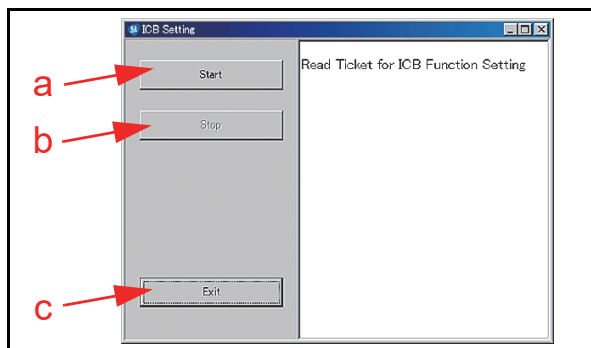 ICB Setting
a
Start
Read Ticket for ICB Function Setting
b
Stop
c
Exit